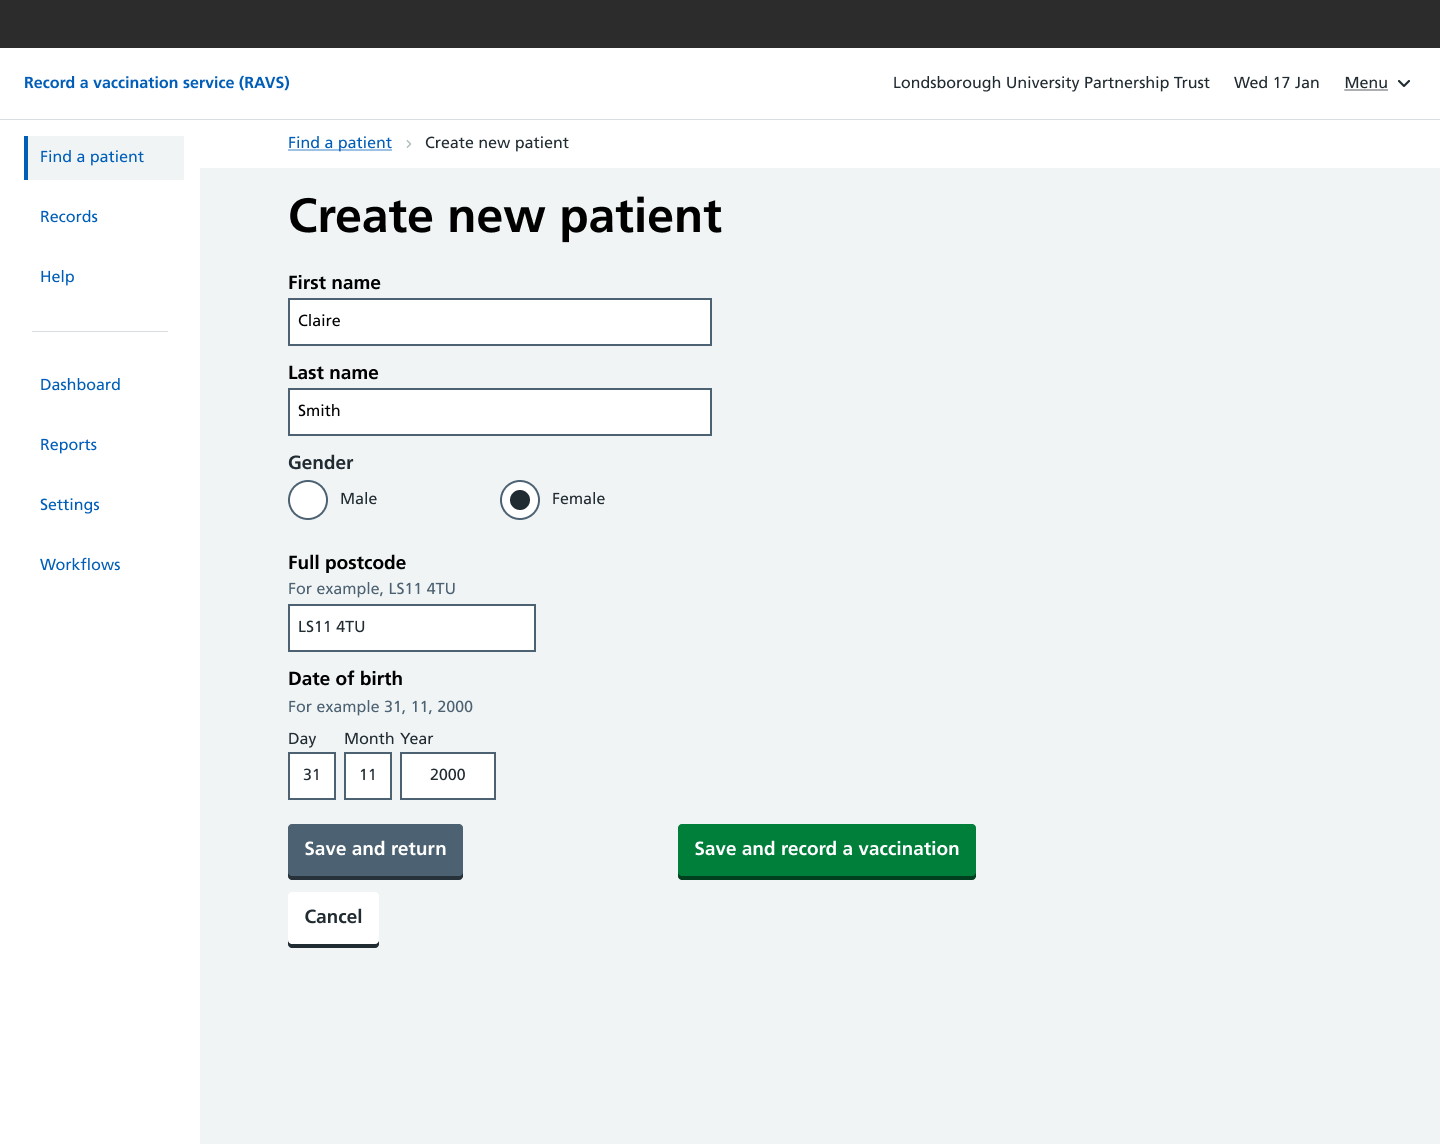 Record a vaccination service (RAVS)
Londsborough University Partnership Trust Wed 17 Jan Menu
Find a patient
Records
Help
Dashboard
Reports
Settings
Workflows
Find a patient > Create new patient
Create new patient
First name
Claire
Last name
Smith
Gender
Male Female
Full postcode
For example, LS11 4TU
LS11 4TU
Date of birth
For example 31, 11, 2000
Day Month Year
31 11 2000
Save and return Save and record a vaccination
Cancel